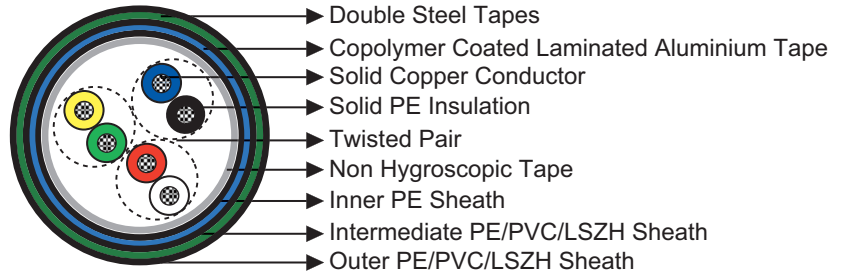 Double Steel Tapes
Copolymer Coated Laminated Aluminium Tape
Solid Copper Conductor
Solid PE Insulation
Twisted Pair
Non Hygroscopic Tape
Inner PE Sheath
Intermediate PE/PVC/LSZH Sheath
Outer PE/PVC/LSZH Sheath